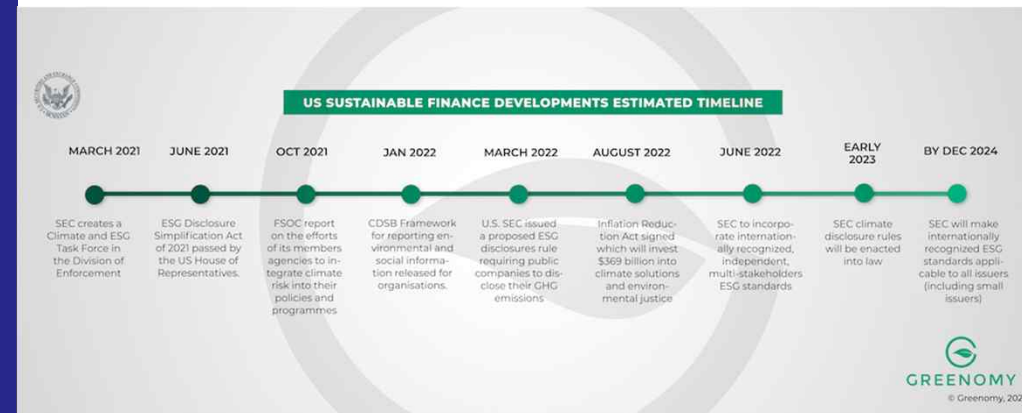 US SUSTAINABLE FINANCE DEVELOPMENTS ESTIMATED TIMELINE
MARCH 2021
SEC creates a
Climate and ESG
Task Force in
the Division of
Enforcement
JUNE 2021
ESG Disclosure
Simplification Act
of 2021 passed by
the US House of
Representatives.
OCT 2021
FSOC report
on the efforts
of its members
agencies to in-
tegrate climate
risk into their
policies and
programmes
JAN 2022
CDSB Framework
for reporting en-
vironmental and
social informa-
tion released for
organisations.
MARCH 2022
U.S. SEC issued
a proposed ESG
disclosures rule
requiring public
companies to dis-
close their GHG
emissions
AUGUST 2022
Inflation Reduc-
tion Act signed
which will invest
$369 billion into
climate solutions
and environ-
mental justice
JUNE 2022
SEC to incorpo-
rate internation-
ally recognized,
independent,
multi-stakeholders
ESG standards
EARLY
2023
SEC climate
disclosure rules
will be enacted
into law
BY DEC 2024
SEC will make
internationally
recognized ESG
standards appli-
cable to all issuers
(including small
issuers)
GREENOMY
© Greenomy, 202